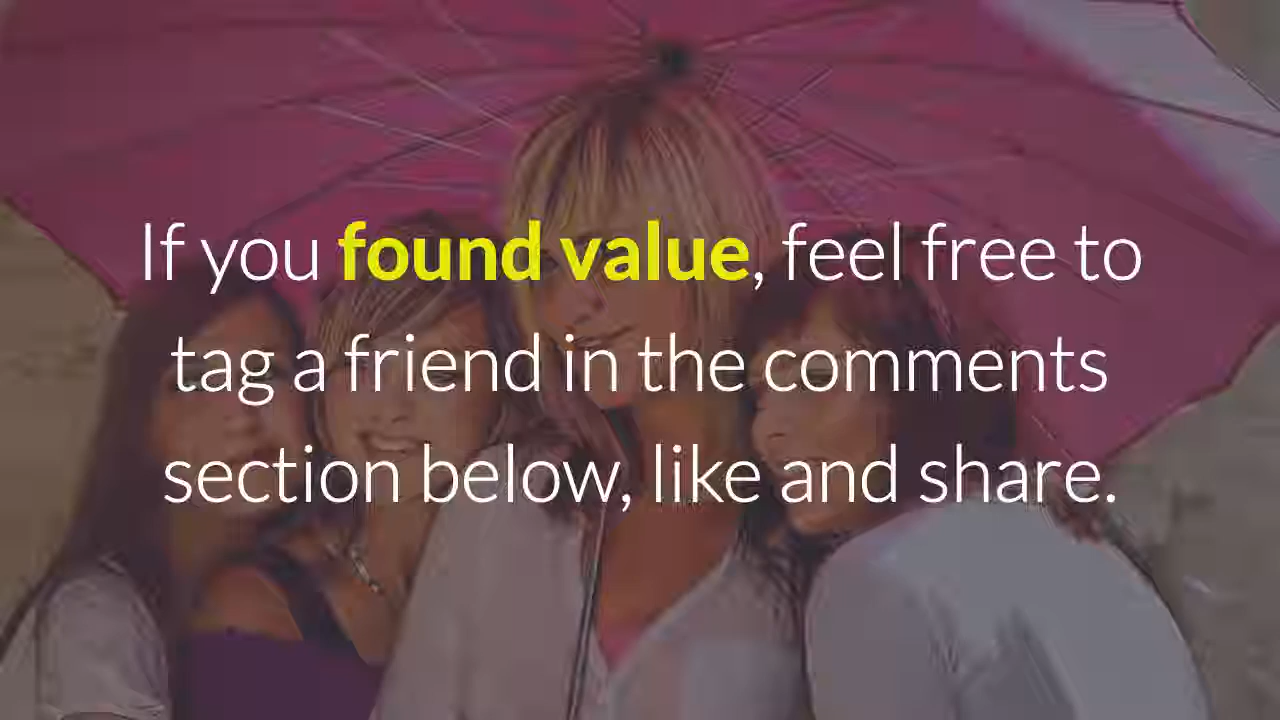 If you found value, feel free to
tag a friend in the comments
section below, like and share.